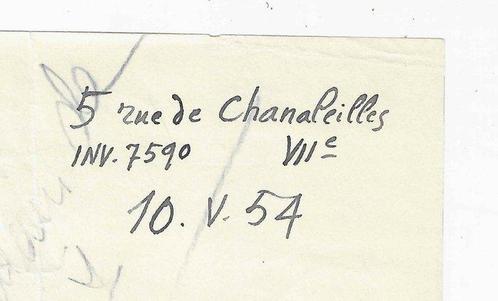 5 rue de Chanaleilles
INV. 7590 VIIe
10. V. 54